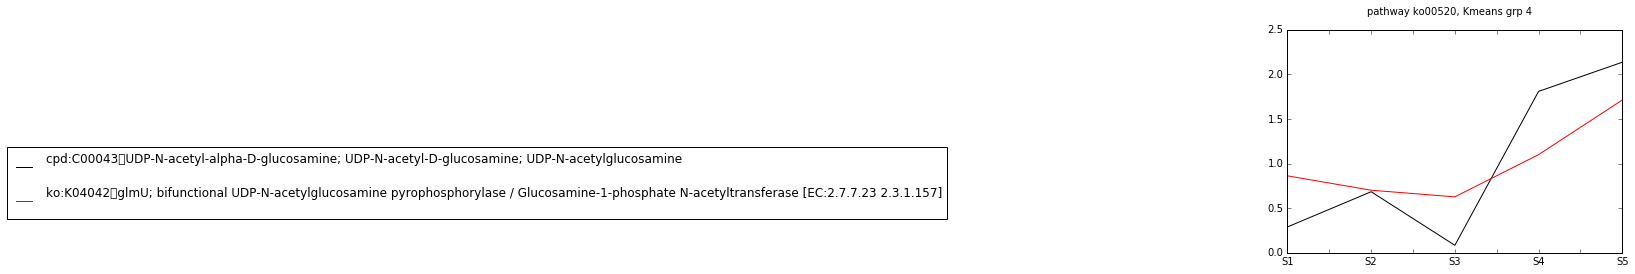 pathway ko00520, Kmeans grp 4
2.5
2.0
1.5
1.0
0.5
0.0
S1 S2 S3 S4 S5
cpd:C00043▯UDP-N-acetyl-alpha-D-glucosamine; UDP-N-acetyl-D-glucosamine; UDP-N-acetylglucosamine
ko:K04042▯glmU; bifunctional UDP-N-acetylglucosamine pyrophosphorylase / Glucosamine-1-phosphate N-acetyltransferase [EC:2.7.7.23 2.3.1.157]